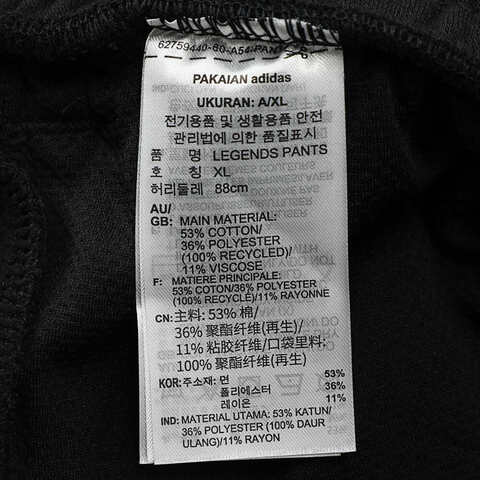 62759440-60-A54-PANT
PAKAIAN adidas
UKURAN: A/XL
전기용품 및 생활용품 안전
관리법에 의한 품질표시
품 명 LEGENDS PANTS
호 칭 XL
허리둘레 88cm
AU/
GB: MAIN MATERIAL:
53% COTTON/
36% POLYESTER
(100% RECYCLED)/
11% VISCOSE
F: MATIERE PRINCIPALE:
53% COTON/36% POLYESTER
(100% RECYCLÉ)/11% RAYONNE
CN: 主料: 53% 棉/
36% 聚酯纤维(再生)/
11% 粘胶纤维/口袋里料:
100% 聚酯纤维(再生)
KOR: 주소재: 면 53%
폴리에스터 36%
레이온 11%
IND: MATERIAL UTAMA: 53% KATUN/
36% POLYESTER (100% DAUR
ULANG)/11% RAYON